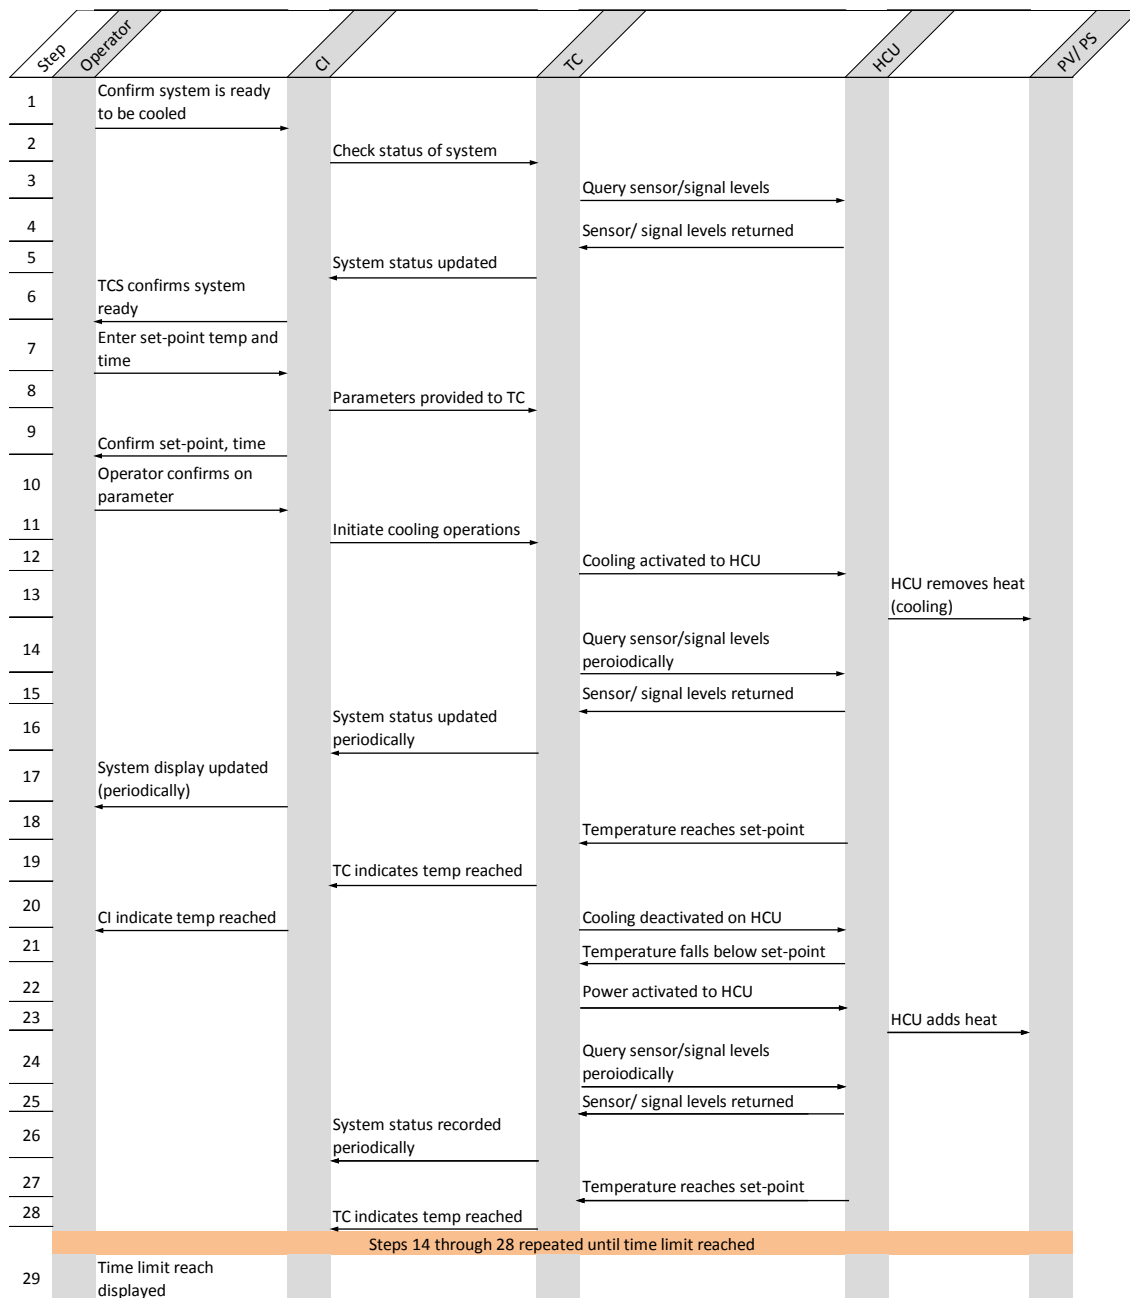 Step
Operator
CI
TC
HCU
PV/ PS
1
Confirm system is ready
to be cooled
2
Check status of system
3
Query sensor/signal levels
4
Sensor/ signal levels returned
5
System status updated
6
TCS confirms system
ready
7
Enter set-point temp and
time
8
Parameters provided to TC
9
Confirm set-point, time
10
Operator confirms on
parameter
11
Initiate cooling operations
12
Cooling activated to HCU
13
HCU removes heat
(cooling)
14
Query sensor/signal levels
peroiodically
15
Sensor/ signal levels returned
16
System status updated
periodically
17
System display updated
(periodically)
18
Temperature reaches set-point
19
TC indicates temp reached
20
CI indicate temp reached
Cooling deactivated on HCU
21
Temperature falls below set-point
22
Power activated to HCU
23
HCU adds heat
24
Query sensor/signal levels
peroiodically
25
Sensor/ signal levels returned
26
System status recorded
periodically
27
Temperature reaches set-point
28
TC indicates temp reached
Steps 14 through 28 repeated until time limit reached
29
Time limit reach
displayed